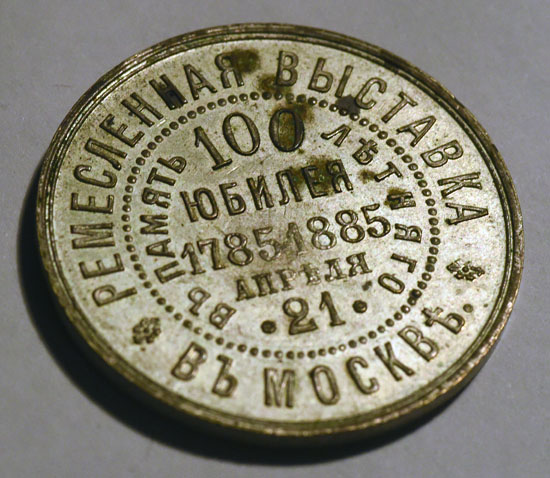 РЕМЕСЛЕННАЯ ВЫСТАВКА
ВЪ МОСКВѢ.
ВЪ ПАМЯТЬ 100 ЛѢТНЯГО
ЮБИЛЕЯ
1785-1885
АПРѢЛЯ
• 21 •